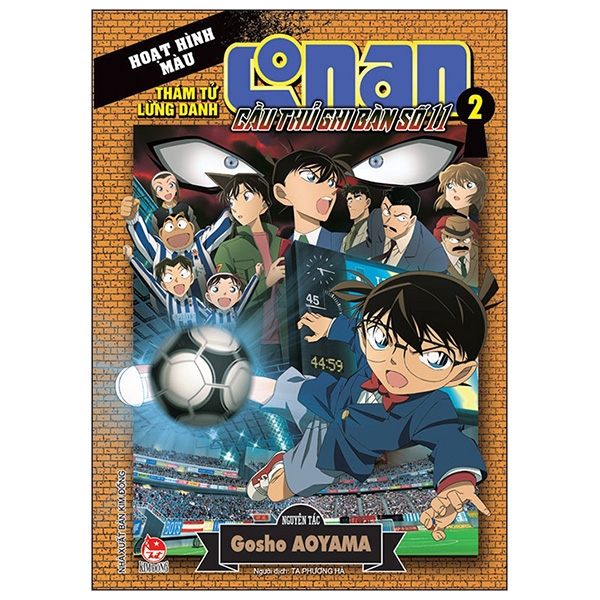 HOẠT HÌNH
MÀU
THÁM TỬ
LỪNG DANH
Conan
CẦU THỦ GHI BÀN SỐ 11
2
45
44:59
NGUYÊN TÁC
Gosho AOYAMA
Người dịch: TẠ PHƯƠNG HÀ
NHÀ XUẤT BẢN KIM ĐỒNG
KIM ĐỒNG